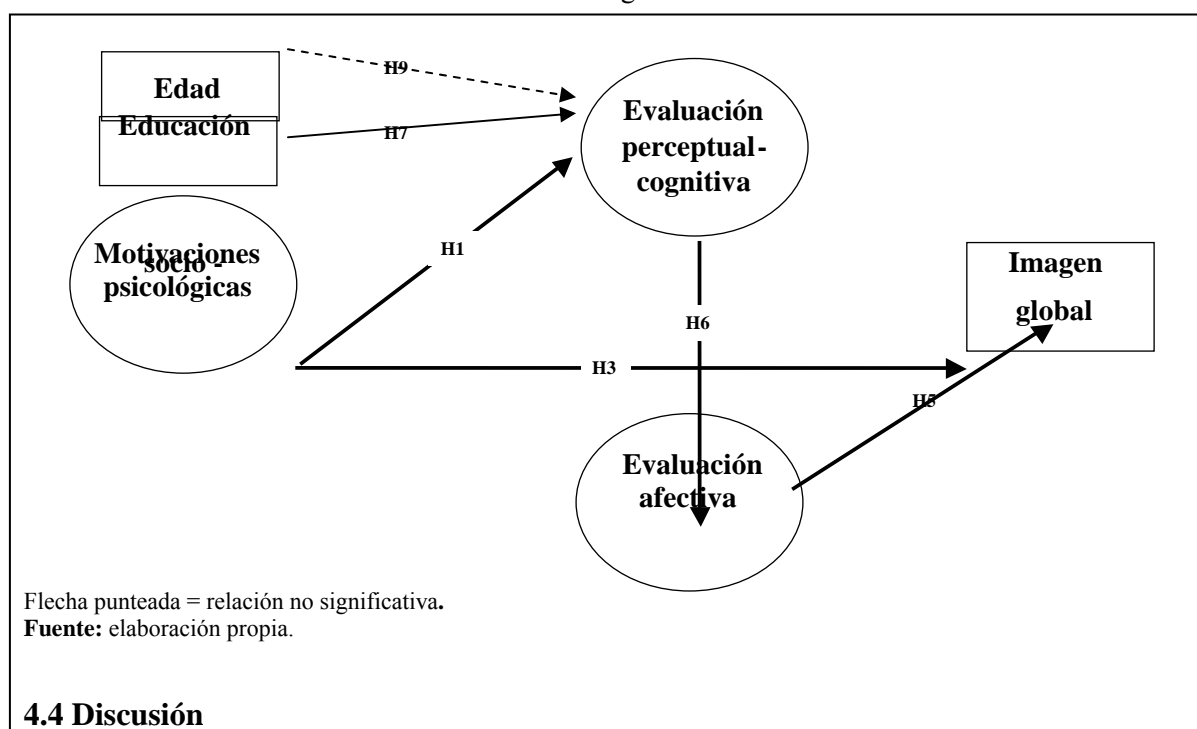 Edad
Educación
H9
H7
Evaluación
perceptual-
cognitiva
Motivaciones
socio -
psicológicas
H1
Imagen
global
H6
H3
H5
Evaluación
afectiva
Flecha punteada = relación no significativa.
Fuente: elaboración propia.
4.4 Discusión